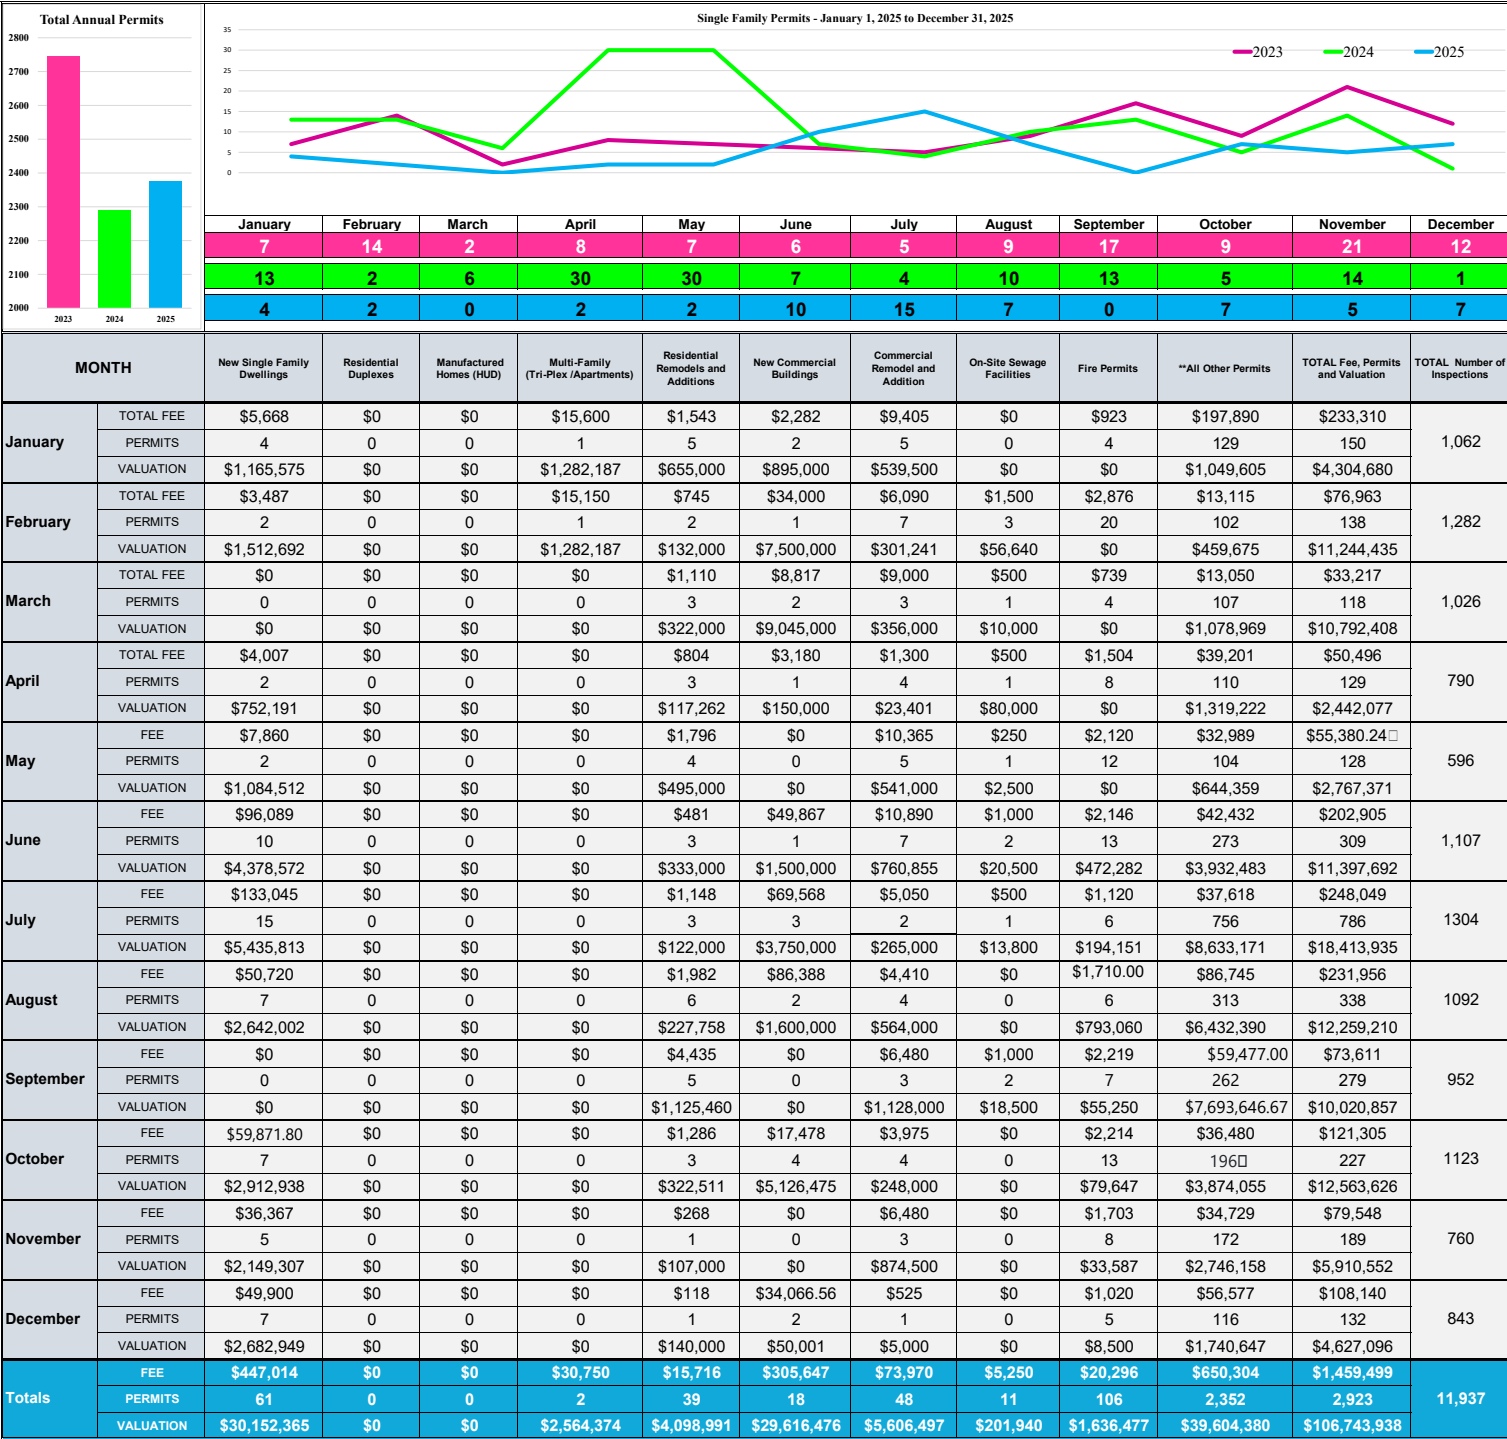 Total Annual Permits
2800
2700
2600
2500
2400
2300
2200
2100
2000
2023 2024 2025
Single Family Permits - January 1, 2025 to December 31, 2025
35
30
25
20
15
10
5
0
2023 2024 2025
January February March April May June July August September October November December
7 14 2 8 7 6 5 9 17 9 21 12
13 2 6 30 30 7 4 10 13 5 14 1
4 2 0 2 2 10 15 7 0 7 5 7
MONTH New Single Family Dwellings Residential Duplexes Manufactured Homes (HUD) Multi-Family (Tri-Plex /Apartments) Residential Remodels and Additions New Commercial Buildings Commercial Remodel and Addition On-Site Sewage Facilities Fire Permits **All Other Permits TOTAL Fee, Permits and Valuation TOTAL Number of Inspections
January
TOTAL FEE $5,668 $0 $0 $15,600 $1,543 $2,282 $9,405 $0 $923 $197,890 $233,310
PERMITS 4 0 0 1 5 2 5 0 4 129 150 1,062
VALUATION $1,165,575 $0 $0 $1,282,187 $655,000 $895,000 $539,500 $0 $0 $1,049,605 $4,304,680
February
TOTAL FEE $3,487 $0 $0 $15,150 $745 $34,000 $6,090 $1,500 $2,876 $13,115 $76,963
PERMITS 2 0 0 1 2 1 7 3 20 102 138 1,282
VALUATION $1,512,692 $0 $0 $1,282,187 $132,000 $7,500,000 $301,241 $56,640 $0 $459,675 $11,244,435
March
TOTAL FEE $0 $0 $0 $0 $1,110 $8,817 $9,000 $500 $739 $13,050 $33,217
PERMITS 0 0 0 0 3 2 3 1 4 107 118 1,026
VALUATION $0 $0 $0 $0 $322,000 $9,045,000 $356,000 $10,000 $0 $1,078,969 $10,792,408
April
TOTAL FEE $4,007 $0 $0 $0 $804 $3,180 $1,300 $500 $1,504 $39,201 $50,496
PERMITS 2 0 0 0 3 1 4 1 8 110 129 790
VALUATION $752,191 $0 $0 $0 $117,262 $150,000 $23,401 $80,000 $0 $1,319,222 $2,442,077
May
FEE $7,860 $0 $0 $0 $1,796 $0 $10,365 $250 $2,120 $32,989 $55,380.24
PERMITS 2 0 0 0 4 0 5 1 12 104 128 596
VALUATION $1,084,512 $0 $0 $0 $495,000 $0 $541,000 $2,500 $0 $644,359 $2,767,371
June
FEE $96,089 $0 $0 $0 $481 $49,867 $10,890 $1,000 $2,146 $42,432 $202,905
PERMITS 10 0 0 0 3 1 7 2 13 273 309 1,107
VALUATION $4,378,572 $0 $0 $0 $333,000 $1,500,000 $760,855 $20,500 $472,282 $3,932,483 $11,397,692
July
FEE $133,045 $0 $0 $0 $1,148 $69,568 $5,050 $500 $1,120 $37,618 $248,049
PERMITS 15 0 0 0 3 3 2 1 6 756 786 1304
VALUATION $5,435,813 $0 $0 $0 $122,000 $3,750,000 $265,000 $13,800 $194,151 $8,633,171 $18,413,935
August
FEE $50,720 $0 $0 $0 $1,982 $86,388 $4,410 $0 $1,710.00 $86,745 $231,956
PERMITS 7 0 0 0 6 2 4 0 6 313 338 1092
VALUATION $2,642,002 $0 $0 $0 $227,758 $1,600,000 $564,000 $0 $793,060 $6,432,390 $12,259,210
September
FEE $0 $0 $0 $0 $4,435 $0 $6,480 $1,000 $2,219 $59,477.00 $73,611
PERMITS 0 0 0 0 5 0 3 2 7 262 279 952
VALUATION $0 $0 $0 $0 $1,125,460 $0 $1,128,000 $18,500 $55,250 $7,693,646.67 $10,020,857
October
FEE $59,871.80 $0 $0 $0 $1,286 $17,478 $3,975 $0 $2,214 $36,480 $121,305
PERMITS 7 0 0 0 3 4 4 0 13 196 227 1123
VALUATION $2,912,938 $0 $0 $0 $322,511 $5,126,475 $248,000 $0 $79,647 $3,874,055 $12,563,626
November
FEE $36,367 $0 $0 $0 $268 $0 $6,480 $0 $1,703 $34,729 $79,548
PERMITS 5 0 0 0 1 0 3 0 8 172 189 760
VALUATION $2,149,307 $0 $0 $0 $107,000 $0 $874,500 $0 $33,587 $2,746,158 $5,910,552
December
FEE $49,900 $0 $0 $0 $118 $34,066.56 $525 $0 $1,020 $56,577 $108,140
PERMITS 7 0 0 0 1 2 1 0 5 116 132 843
VALUATION $2,682,949 $0 $0 $0 $140,000 $50,001 $5,000 $0 $8,500 $1,740,647 $4,627,096
Totals
FEE $447,014 $0 $0 $30,750 $15,716 $305,647 $73,970 $5,250 $20,296 $650,304 $1,459,499
PERMITS 61 0 0 2 39 18 48 11 106 2,352 2,923 11,937
VALUATION $30,152,365 $0 $0 $2,564,374 $4,098,991 $29,616,476 $5,606,497 $201,940 $1,636,477 $39,604,380 $106,743,938